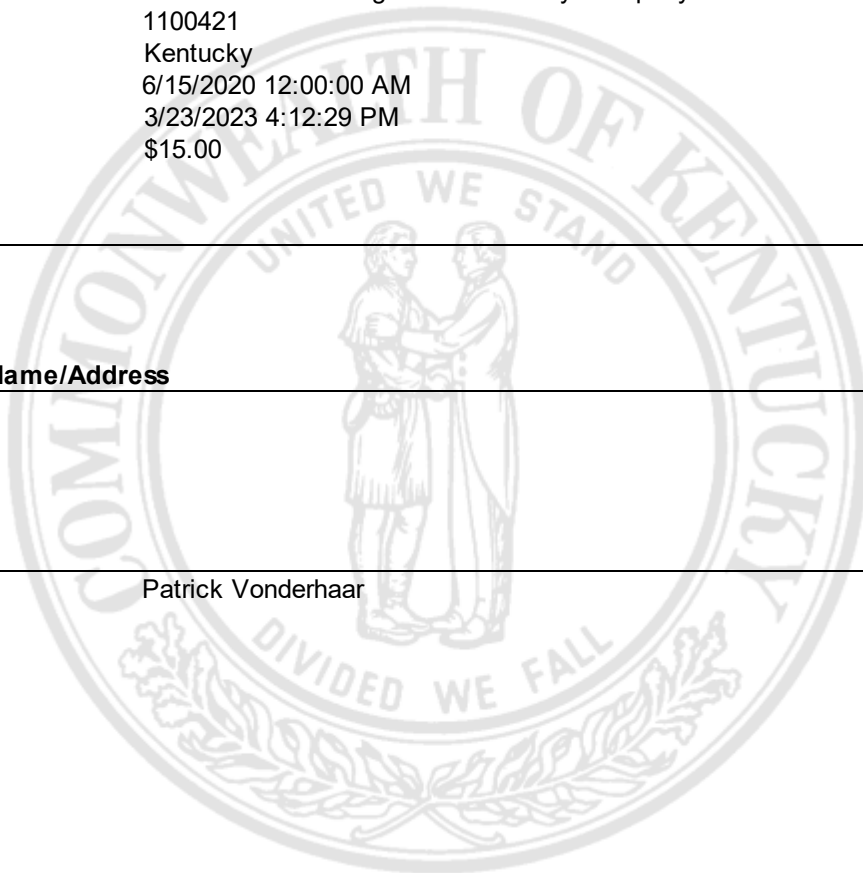 1100421
Kentucky
6/15/2020 12:00:00 AM
3/23/2023 4:12:29 PM
$15.00
COMMONWEALTH OF KENTUCKY
UNITED WE STAND
Name/Address
Patrick Vonderhaar
DIVIDED WE FALL